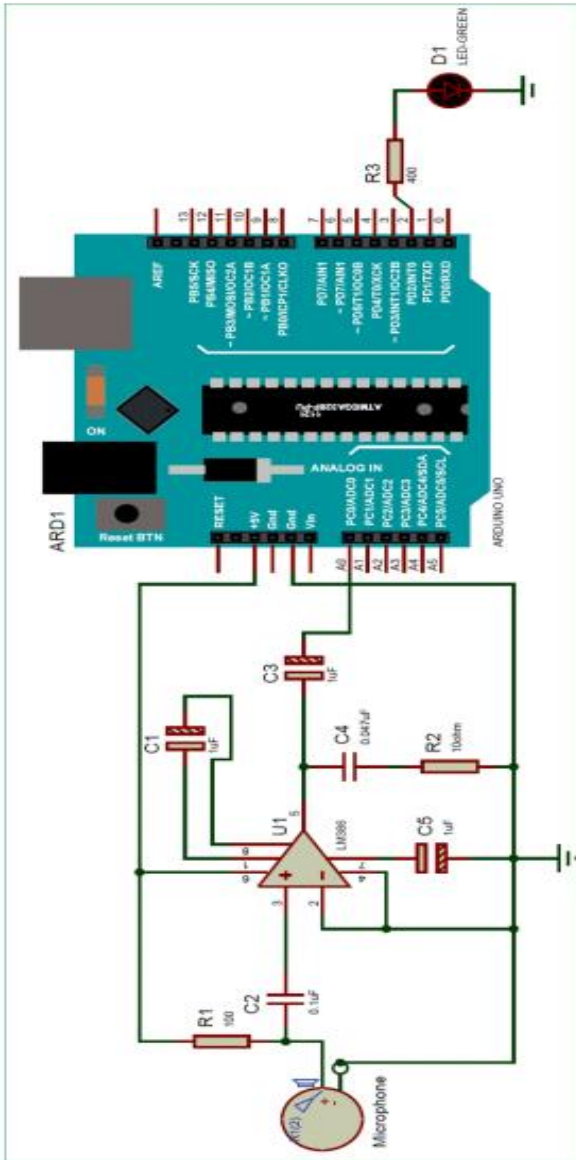 ARD1
Reset BTN
ON
ANALOG IN
RESET
+5V
Gnd
Gnd
Vin
PC0/ADC0
PC1/ADC1
PC2/ADC2
PC3/ADC3
PC4/ADC4/SDA
PC5/ADC5/SCL
A0
A1
A2
A3
A4
A5
ARDUINO UNO
AREF
PB5/SCK
PB4/MISO
~ PB3/MOSI/OC2A
~ PB2/OC1B
~ PB1/OC1A
PB0/ICP1/CLKO
13
12
11
10
9
8
PD7/AIN1
~ PD7/AIN1
~ PD5/T1/OC0B
PD4/T0/XCK
~ PD3/INT1/OC2B
PD2/INT0
PD1/TXD
PD0/RXD
7
6
5
4
3
2
1
0
R3
400
D1
LED-GREEN
C1
1uF
U1
LM386
3
2
5
C3
1uF
C4
0.047uF
R2
10ohm
C5
1uF
R1
100
C2
0.1uF
Microphone